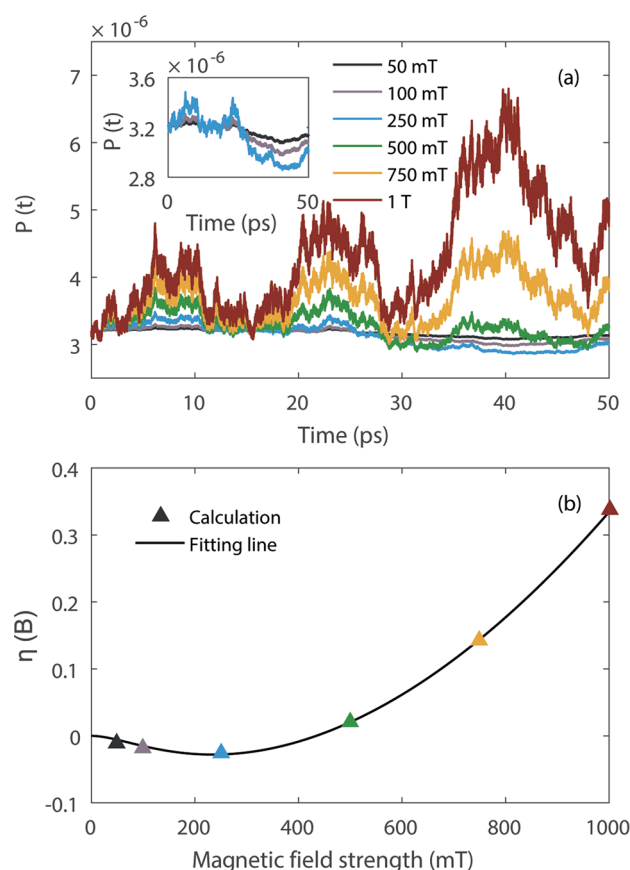 × 10⁻⁶
7
6
5
4
3
P (t)
(a)
50 mT
100 mT
250 mT
500 mT
750 mT
1 T
× 10⁻⁶
3.6
3.2
2.8
P (t)
0 50
Time (ps)
0 10 20 30 40 50
Time (ps)
0.4
0.3
0.2
0.1
0
-0.1
η (B)
(b)
Calculation
Fitting line
0 200 400 600 800 1000
Magnetic field strength (mT)